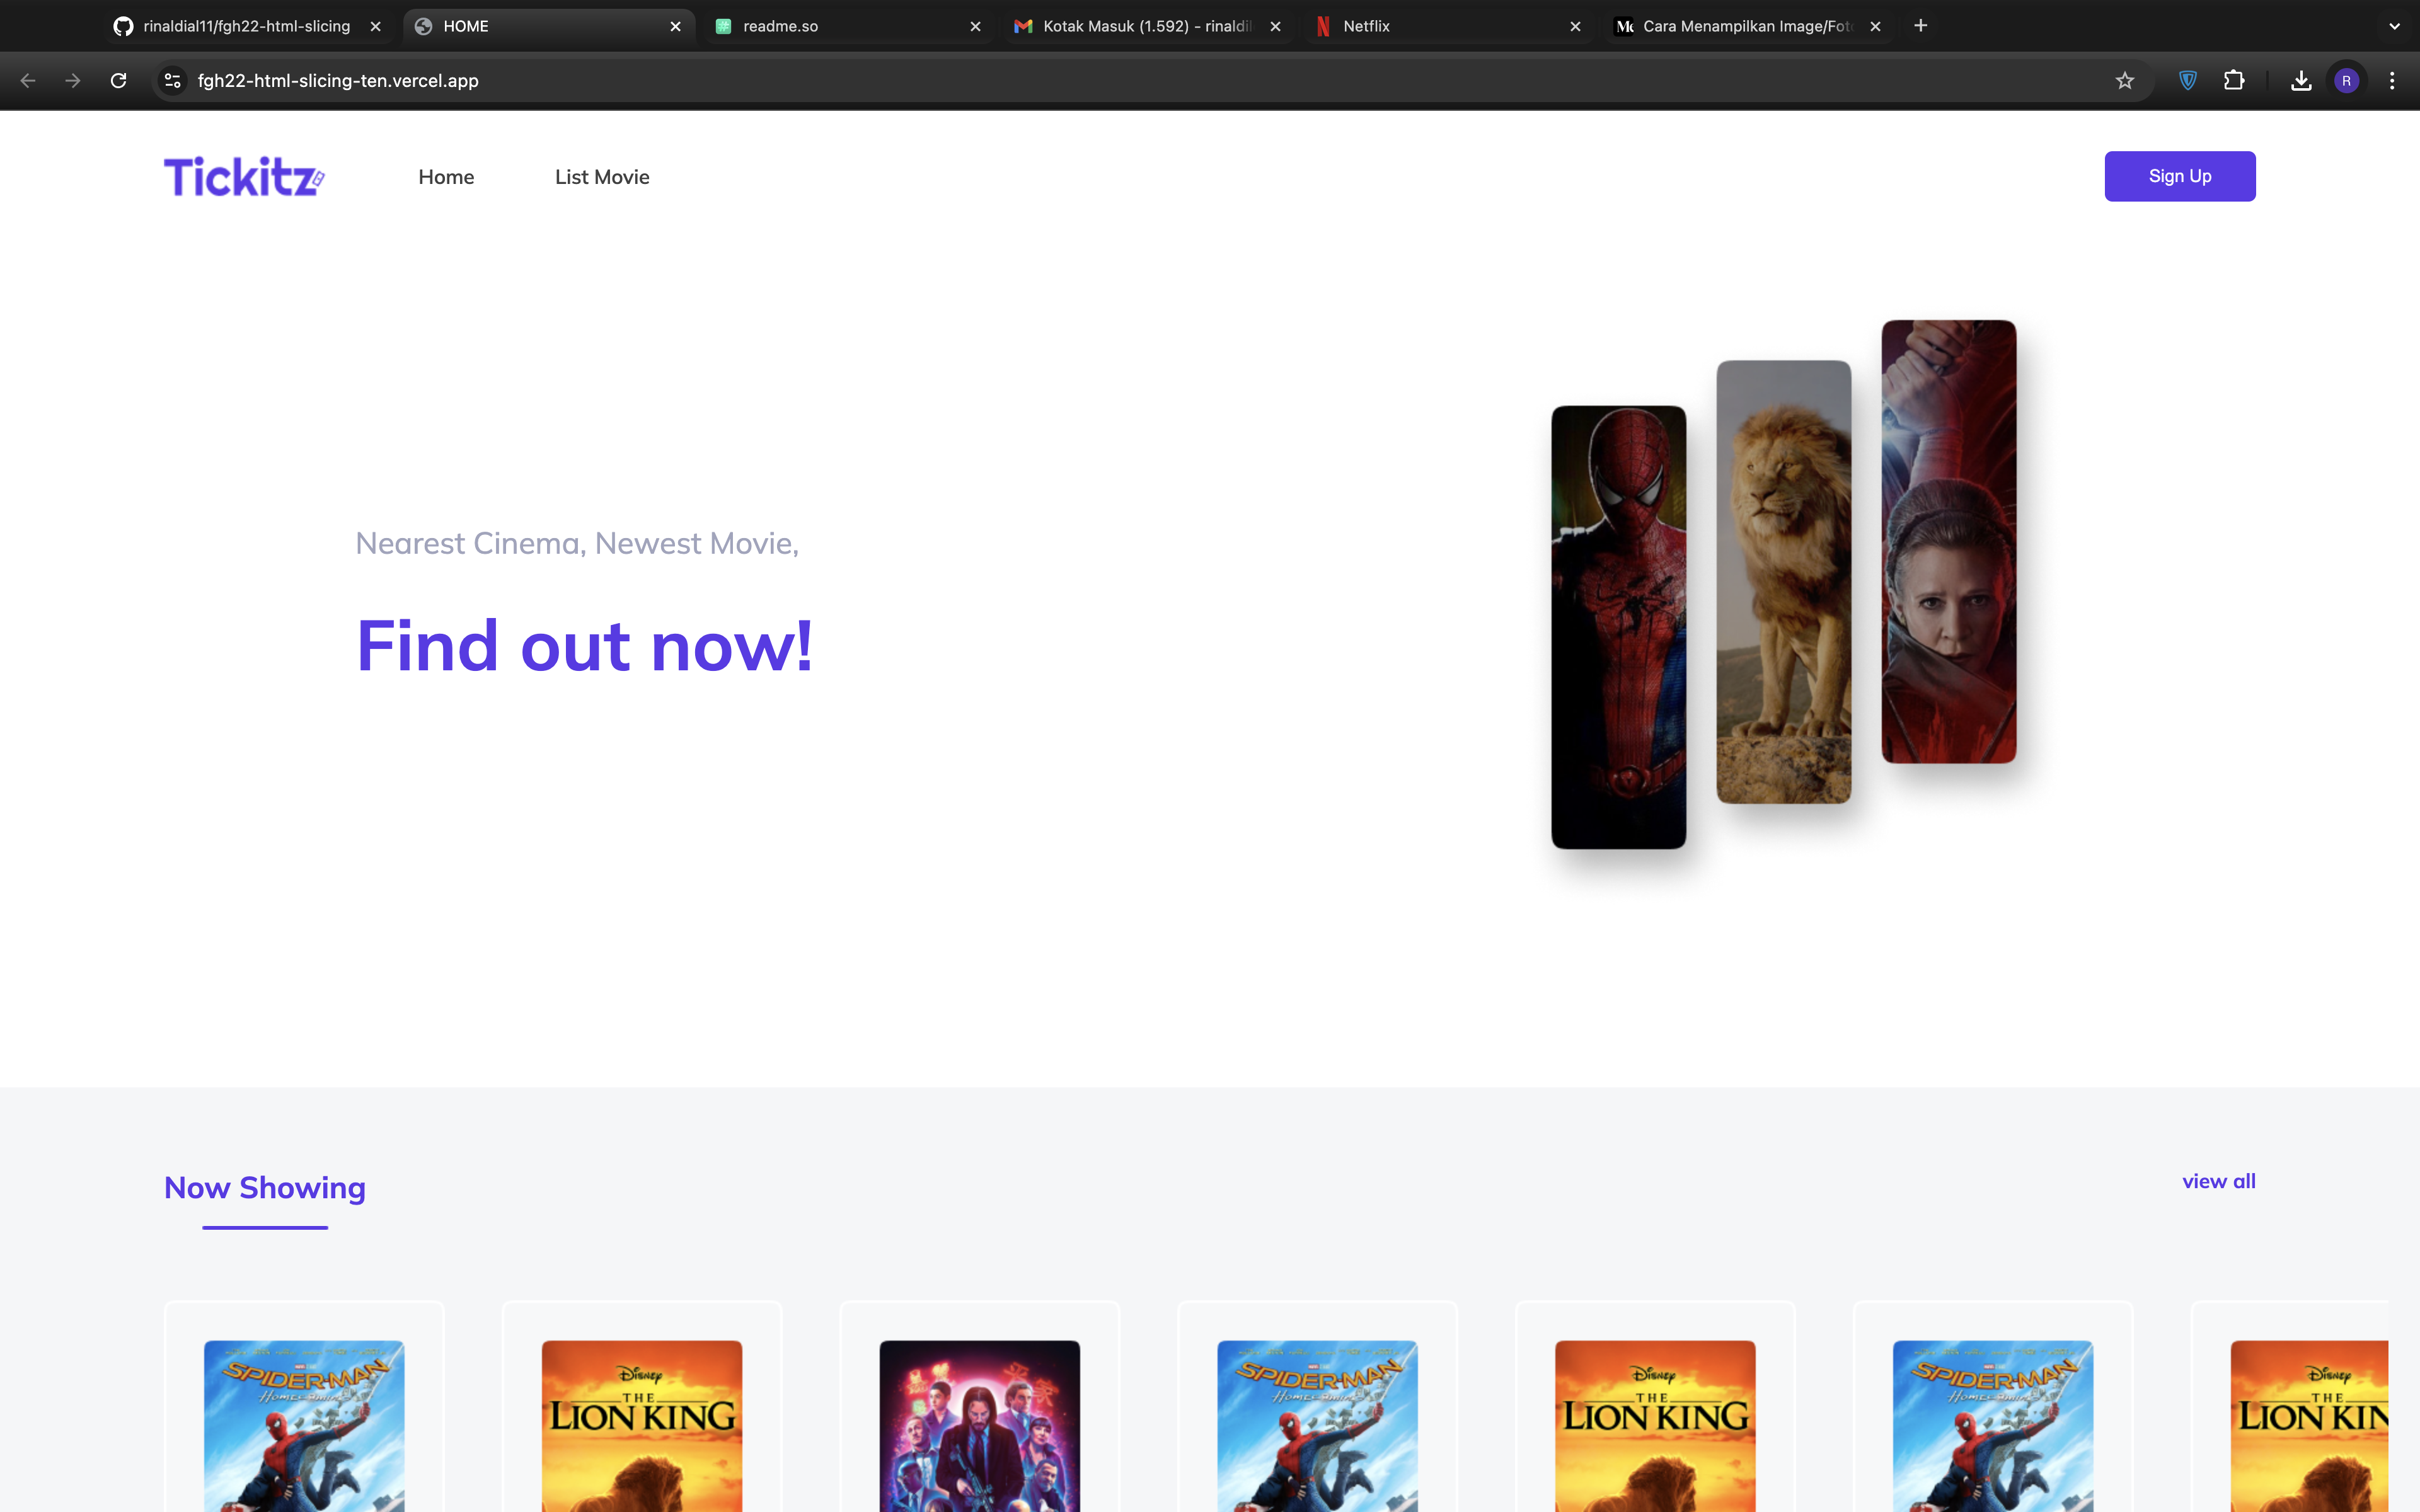 rinaldial11/fgh22-html-slicing
HOME
readme.so
Kotak Masuk (1.592) - rinaldi
Netflix
Cara Menampilkan Image/Foto
fgh22-html-slicing-ten.vercel.app
R
Tickitz
Home
List Movie
Sign Up
Nearest Cinema, Newest Movie,
Find out now!
Now Showing
view all
SPIDER-MAN
HOMECOMING
Disney
THE
LION KING
SPIDER-MAN
HOMECOMING
Disney
THE
LION KING
SPIDER-MAN
HOMECOMING
Disney
THE
LION KIN